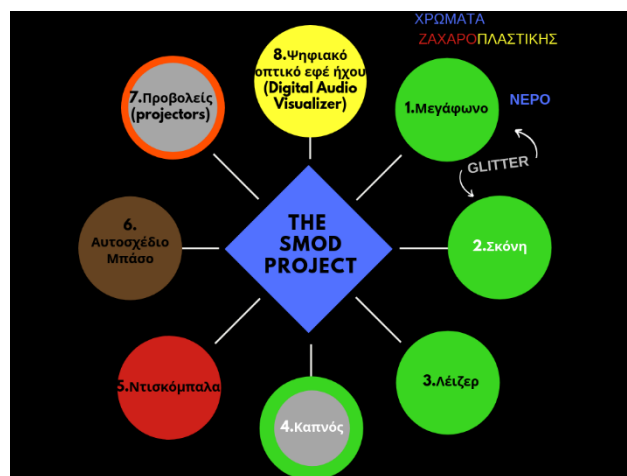 ΧΡΩΜΑΤΑ
ΖΑΧΑΡΟΠΛΑΣΤΙΚΗΣ
8.Ψηφιακό
οπτικό εφέ ήχου
(Digital Audio
Visualizer)
1.Μεγάφωνο
ΝΕΡΟ
GLITTER
2.Σκόνη
3.Λέιζερ
4.Καπνός
5.Ντισκόμπαλα
6.
Αυτοσχέδιο
Μπάσο
7.Προβολείς
(projectors)
THE
SMOD
PROJECT